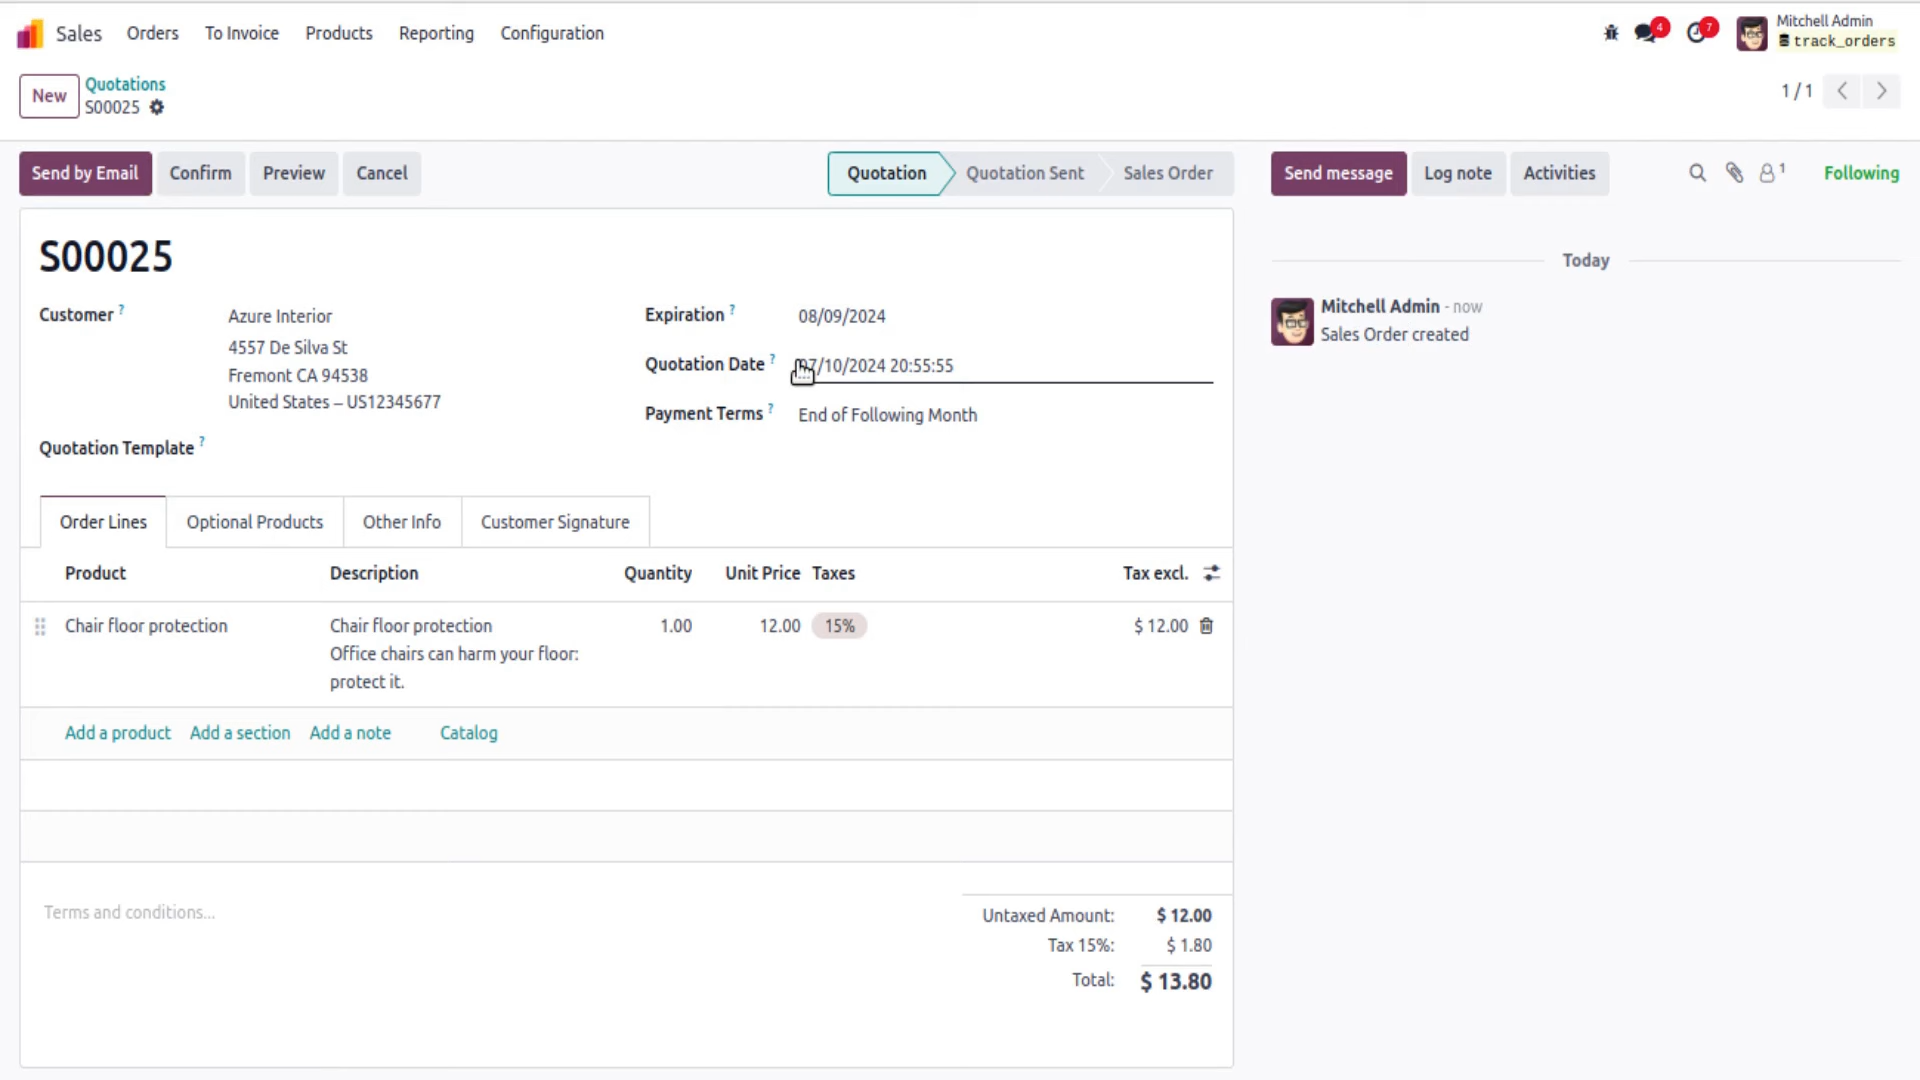 Sales Orders To Invoice Products Reporting Configuration 4 7 Mitchell Admin
track_orders
New Quotations
S00025
1 / 1
Send by Email Confirm Preview Cancel Quotation Quotation Sent Sales Order Send message Log note Activities 1 Following
S00025
Customer ? Azure Interior
4557 De Silva St
Fremont CA 94538
United States – US12345677
Quotation Template ?
Expiration ? 08/09/2024
Quotation Date ? 07/10/2024 20:55:55
Payment Terms ? End of Following Month
Today
Mitchell Admin - now
Sales Order created
Order Lines Optional Products Other Info Customer Signature
Product Description Quantity Unit Price Taxes Tax excl.
Chair floor protection Chair floor protection 1.00 12.00 15% $ 12.00
Office chairs can harm your floor:
protect it.
Add a product Add a section Add a note Catalog
Terms and conditions...
Untaxed Amount: $ 12.00
Tax 15%: $ 1.80
Total: $ 13.80